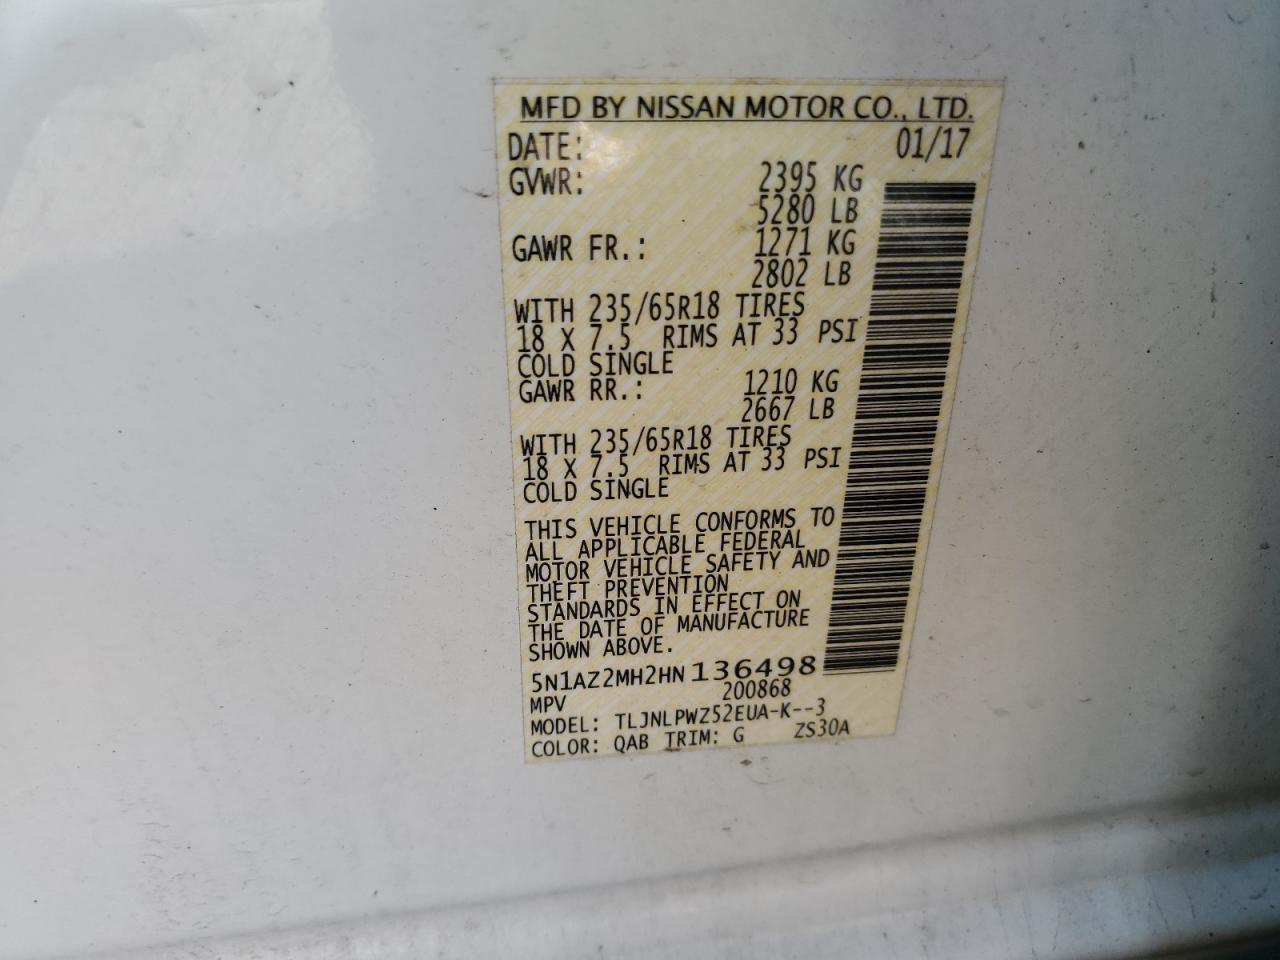 MFD BY NISSAN MOTOR CO., LTD.
DATE: 01/17
GVWR: 2395 KG
5280 LB
GAWR FR.: 1271 KG
2802 LB
WITH 235/65R18 TIRES
18 X 7.5 RIMS AT 33 PSI
COLD SINGLE
GAWR RR.: 1210 KG
2667 LB
WITH 235/65R18 TIRES
18 X 7.5 RIMS AT 33 PSI
COLD SINGLE
THIS VEHICLE CONFORMS TO
ALL APPLICABLE FEDERAL
MOTOR VEHICLE SAFETY AND
THEFT PREVENTION
STANDARDS IN EFFECT ON
THE DATE OF MANUFACTURE
SHOWN ABOVE.
5N1AZ2MH2HN136498
MPV 200868
MODEL: TLJNLPWZ52EUA-K--3
COLOR: QAB TRIM: G ZS30A